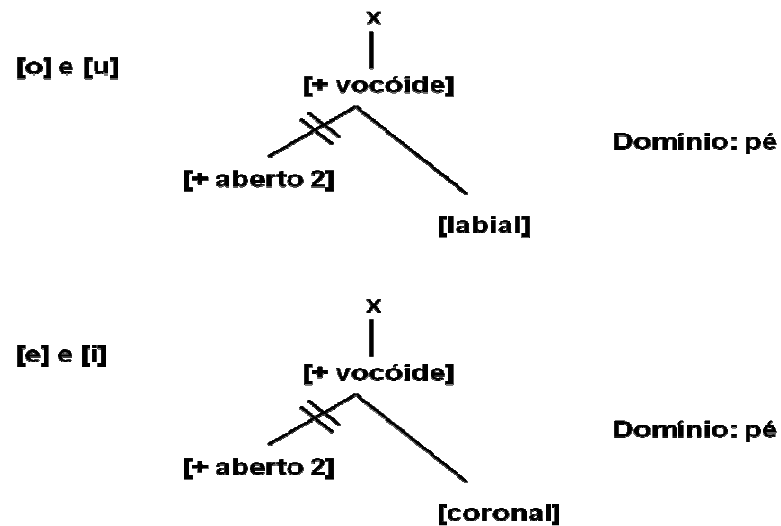 x
[o] e [u]
[+ vocóide]
Domínio: pé
[+ aberto 2]
[labial]
x
[e] e [i]
[+ vocóide]
Domínio: pé
[+ aberto 2]
[coronal]